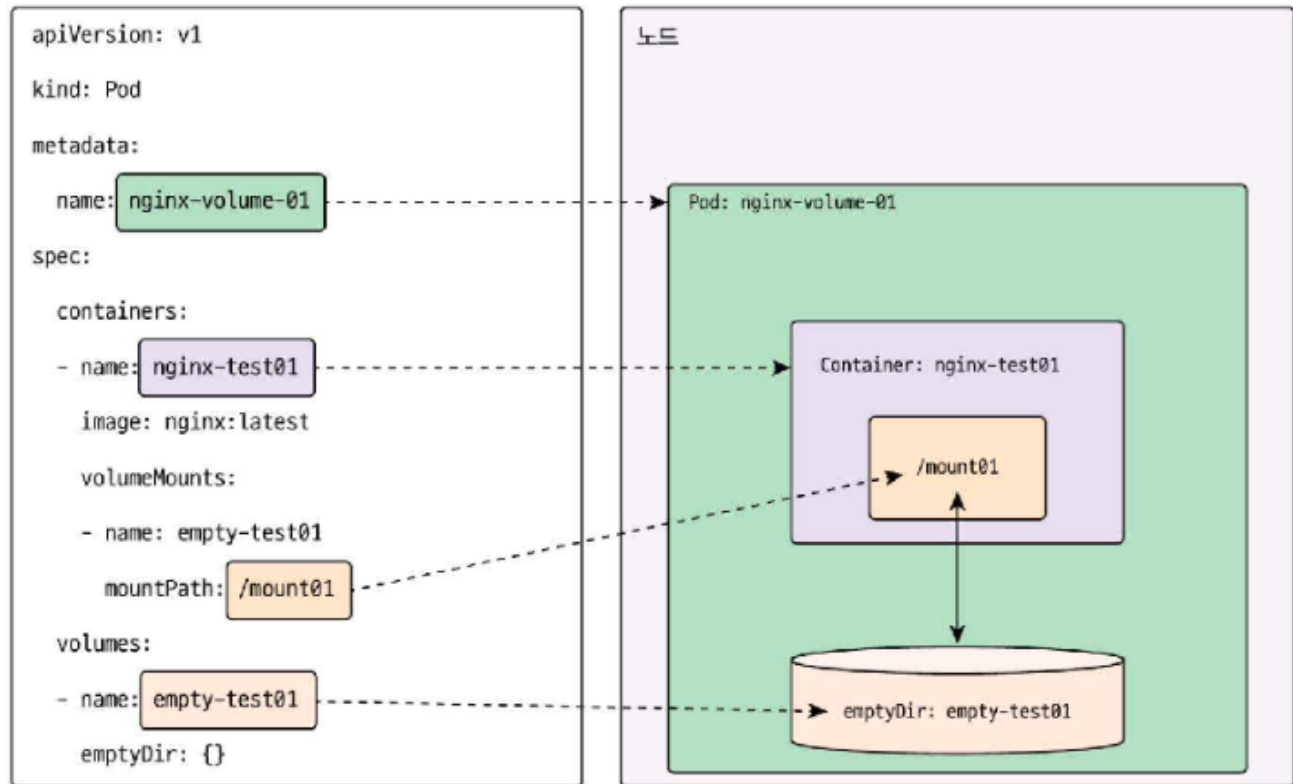 apiVersion: v1
kind: Pod
metadata:
name: nginx-volume-01
spec:
containers:
- name: nginx-test01
image: nginx:latest
volumeMounts:
- name: empty-test01
mountPath: /mount01
volumes:
- name: empty-test01
emptyDir: {}
노드
Pod: nginx-volume-01
Container: nginx-test01
/mount01
emptyDir: empty-test01